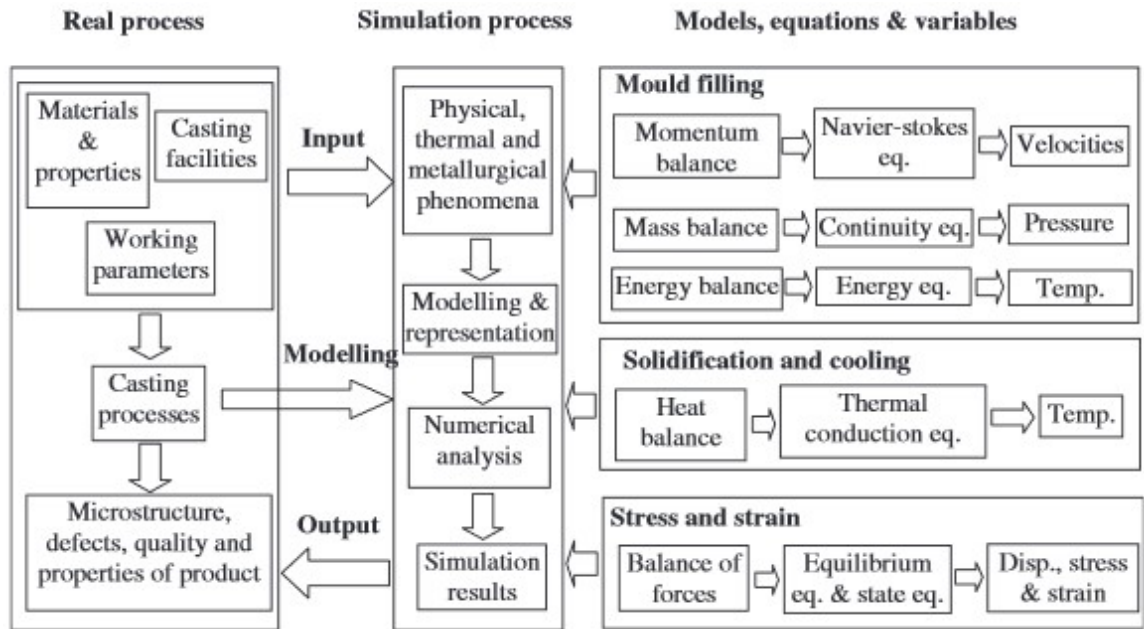 Real process
Simulation process
Models, equations & variables
Materials
&
properties
Casting
facilities
Working
parameters
Casting
processes
Microstructure,
defects, quality and
properties of product
Input
Modelling
Output
Physical,
thermal and
metallurgical
phenomena
Modelling &
representation
Numerical
analysis
Simulation
results
Mould filling
Momentum
balance
Navier-stokes
eq.
Velocities
Mass balance
Continuity eq.
Pressure
Energy balance
Energy eq.
Temp.
Solidification and cooling
Heat
balance
Thermal
conduction eq.
Temp.
Stress and strain
Balance of
forces
Equilibrium
eq. & state eq.
Disp., stress
& strain